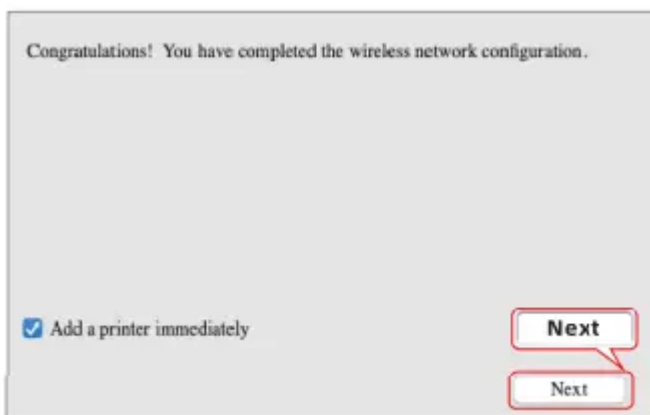 Congratulations! You have completed the wireless network configuration.
Add a printer immediately
Next
Next